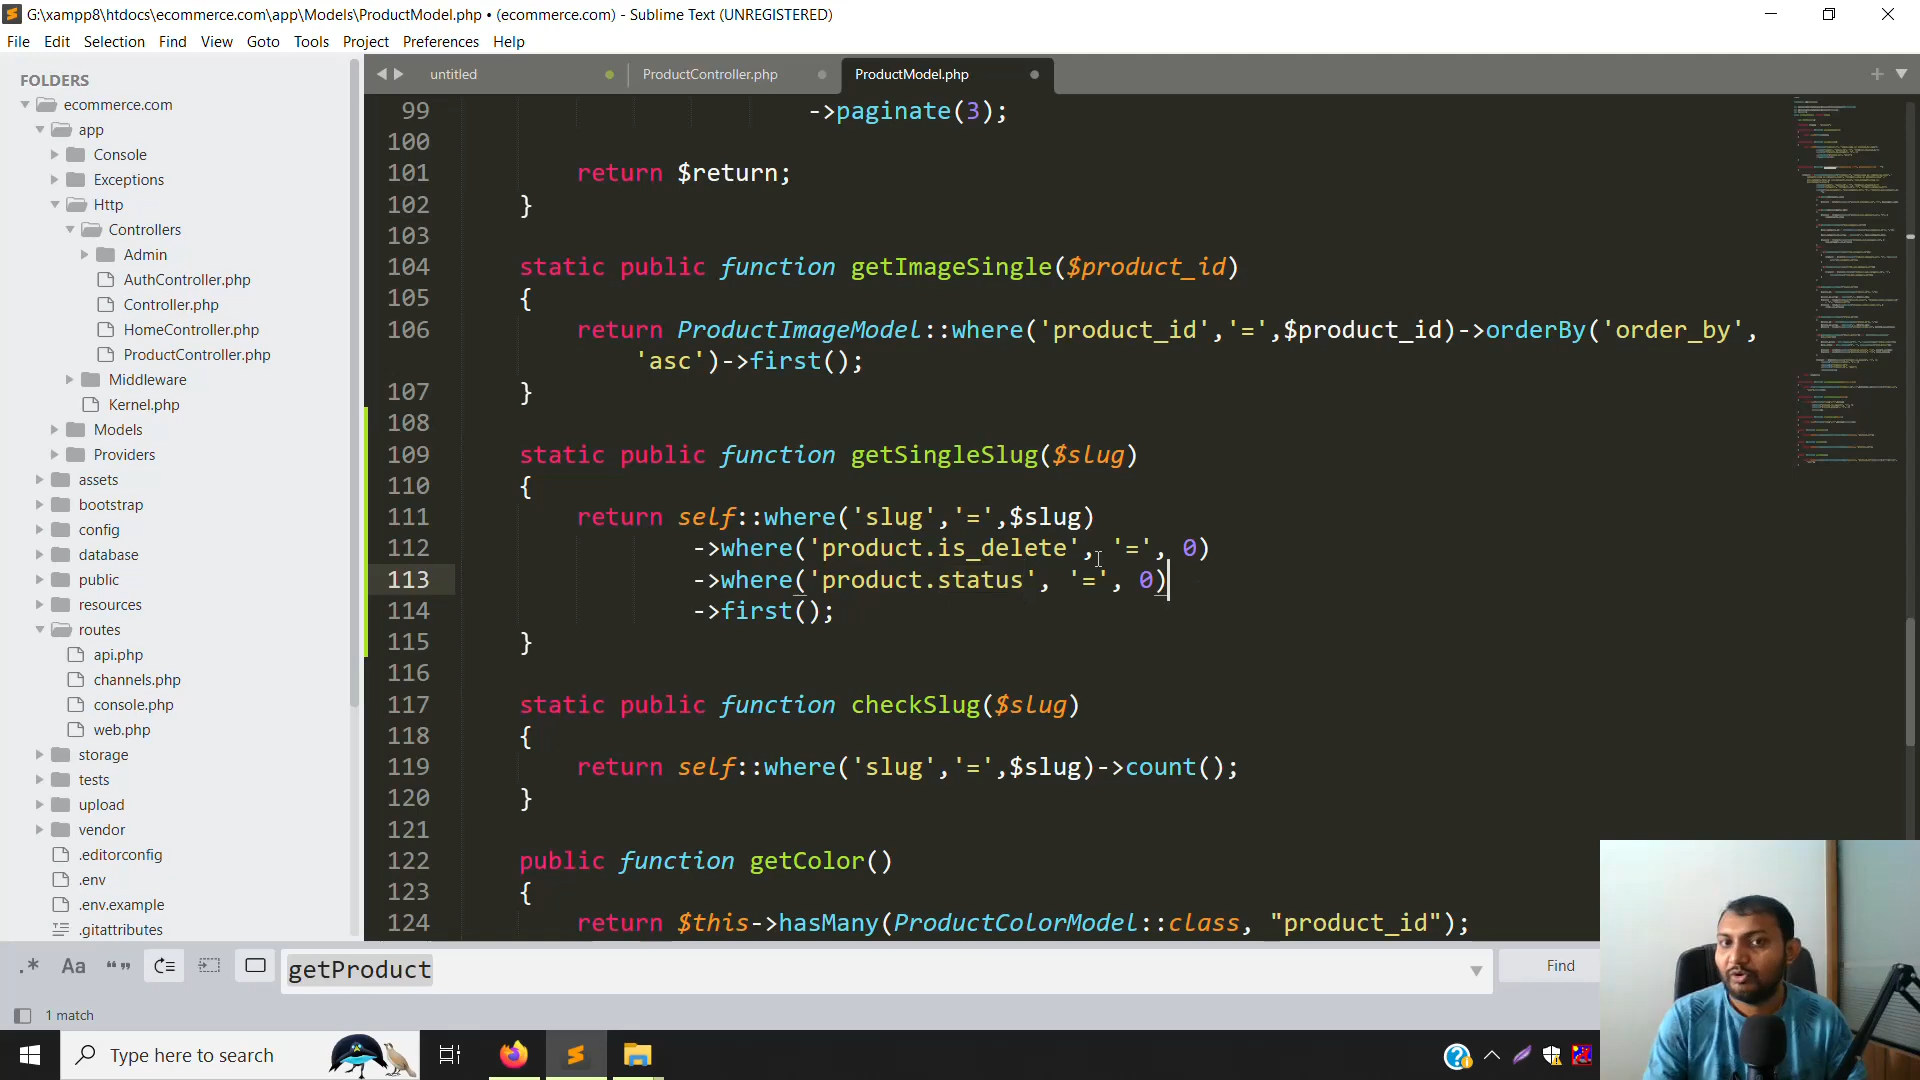 G:\xampp8\htdocs\ecommerce.com\app\Models\ProductModel.php • (ecommerce.com) - Sublime Text (UNREGISTERED)
File Edit Selection Find View Goto Tools Project Preferences Help
FOLDERS
ecommerce.com
app
Console
Exceptions
Http
Controllers
Admin
AuthController.php
Controller.php
HomeController.php
ProductController.php
Middleware
Kernel.php
Models
Providers
assets
bootstrap
config
database
public
resources
routes
api.php
channels.php
console.php
web.php
storage
tests
upload
vendor
.editorconfig
.env
.env.example
.gitattributes
untitled ProductController.php ProductModel.php
99 ->paginate(3);
100
101 return $return;
102 }
103
104 static public function getImageSingle($product_id)
105 {
106 return ProductImageModel::where('product_id','=',$product_id)->orderBy('order_by',
'asc')->first();
107 }
108
109 static public function getSingleSlug($slug)
110 {
111 return self::where('slug','=',$slug)
112 ->where('product.is_delete', '=', 0)
113 ->where('product.status', '=', 0)
114 ->first();
115 }
116
117 static public function checkSlug($slug)
118 {
119 return self::where('slug','=',$slug)->count();
120 }
121
122 public function getColor()
123 {
124 return $this->hasMany(ProductColorModel::class, "product_id");
.* Aa “ ” getProduct Find
1 match
Type here to search